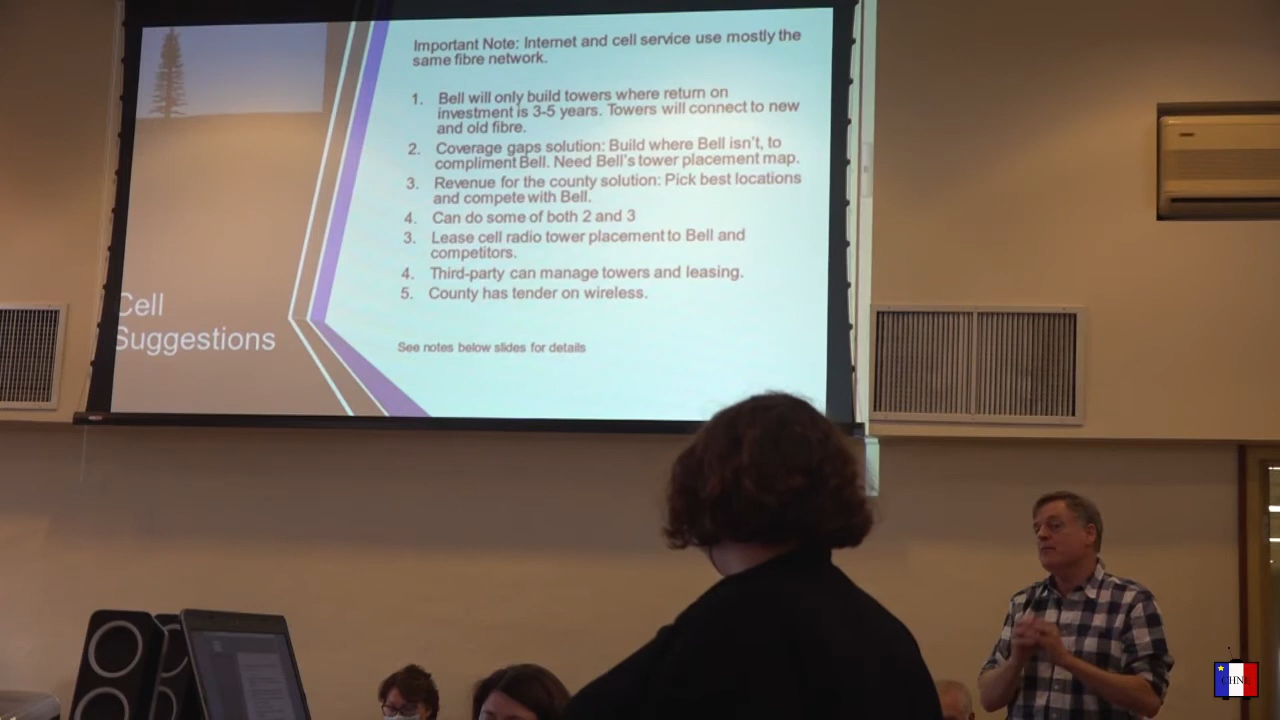 Important Note: Internet and cell service use mostly the
same fibre network.
1. Bell will only build towers where return on
investment is 3-5 years. Towers will connect to new
and old fibre.
2. Coverage gaps solution: Build where Bell isn't, to
compliment Bell. Need Bell's tower placement map.
3. Revenue for the county solution: Pick best locations
and compete with Bell.
4. Can do some of both 2 and 3
3. Lease cell radio tower placement to Bell and
competitors.
4. Third-party can manage towers and leasing.
5. County has tender on wireless.
See notes below slides for details
Cell
Suggestions